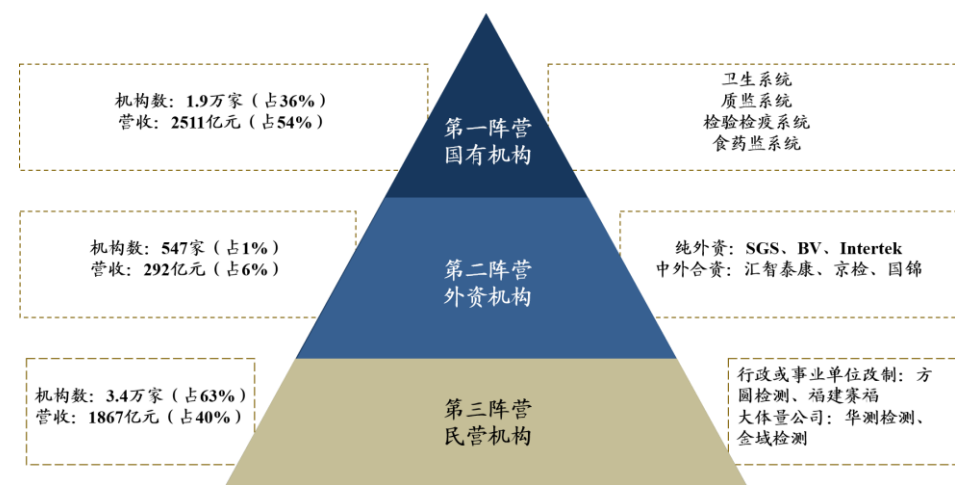 机构数：1.9万家（占36%）
营收：2511亿元（占54%）
第一阵营
国有机构
卫生系统
质监系统
检验检疫系统
食药监系统
机构数：547家（占1%）
营收：292亿元（占6%）
第二阵营
外资机构
纯外资：SGS、BV、Intertek
中外合资：汇智泰康、京检、国锦
机构数：3.4万家（占63%）
营收：1867亿元（占40%）
第三阵营
民营机构
行政或事业单位改制：方
圆检测、福建赛福
大体量公司：华测检测、
金域检测